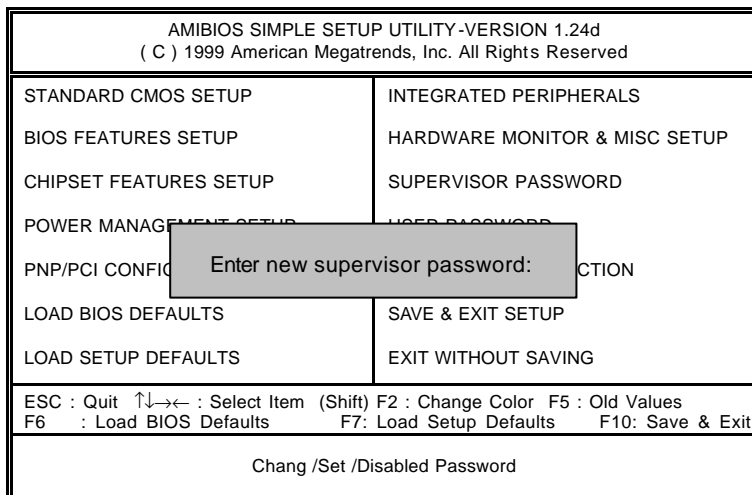 AMIBIOS SIMPLE SETUP UTILITY-VERSION 1.24d
( C ) 1999 American Megatrends, Inc. All Rights Reserved
STANDARD CMOS SETUP
BIOS FEATURES SETUP
CHIPSET FEATURES SETUP
POWER MANAGEMENT SETUP
PNP/PCI CONFIG
LOAD BIOS DEFAULTS
LOAD SETUP DEFAULTS
INTEGRATED PERIPHERALS
HARDWARE MONITOR & MISC SETUP
SUPERVISOR PASSWORD
USER PASSWORD
CTION
SAVE & EXIT SETUP
EXIT WITHOUT SAVING
Enter new supervisor password:
ESC : Quit ↑↓→← : Select Item (Shift) F2 : Change Color F5 : Old Values
F6 : Load BIOS Defaults F7: Load Setup Defaults F10: Save & Exit
Chang /Set /Disabled Password